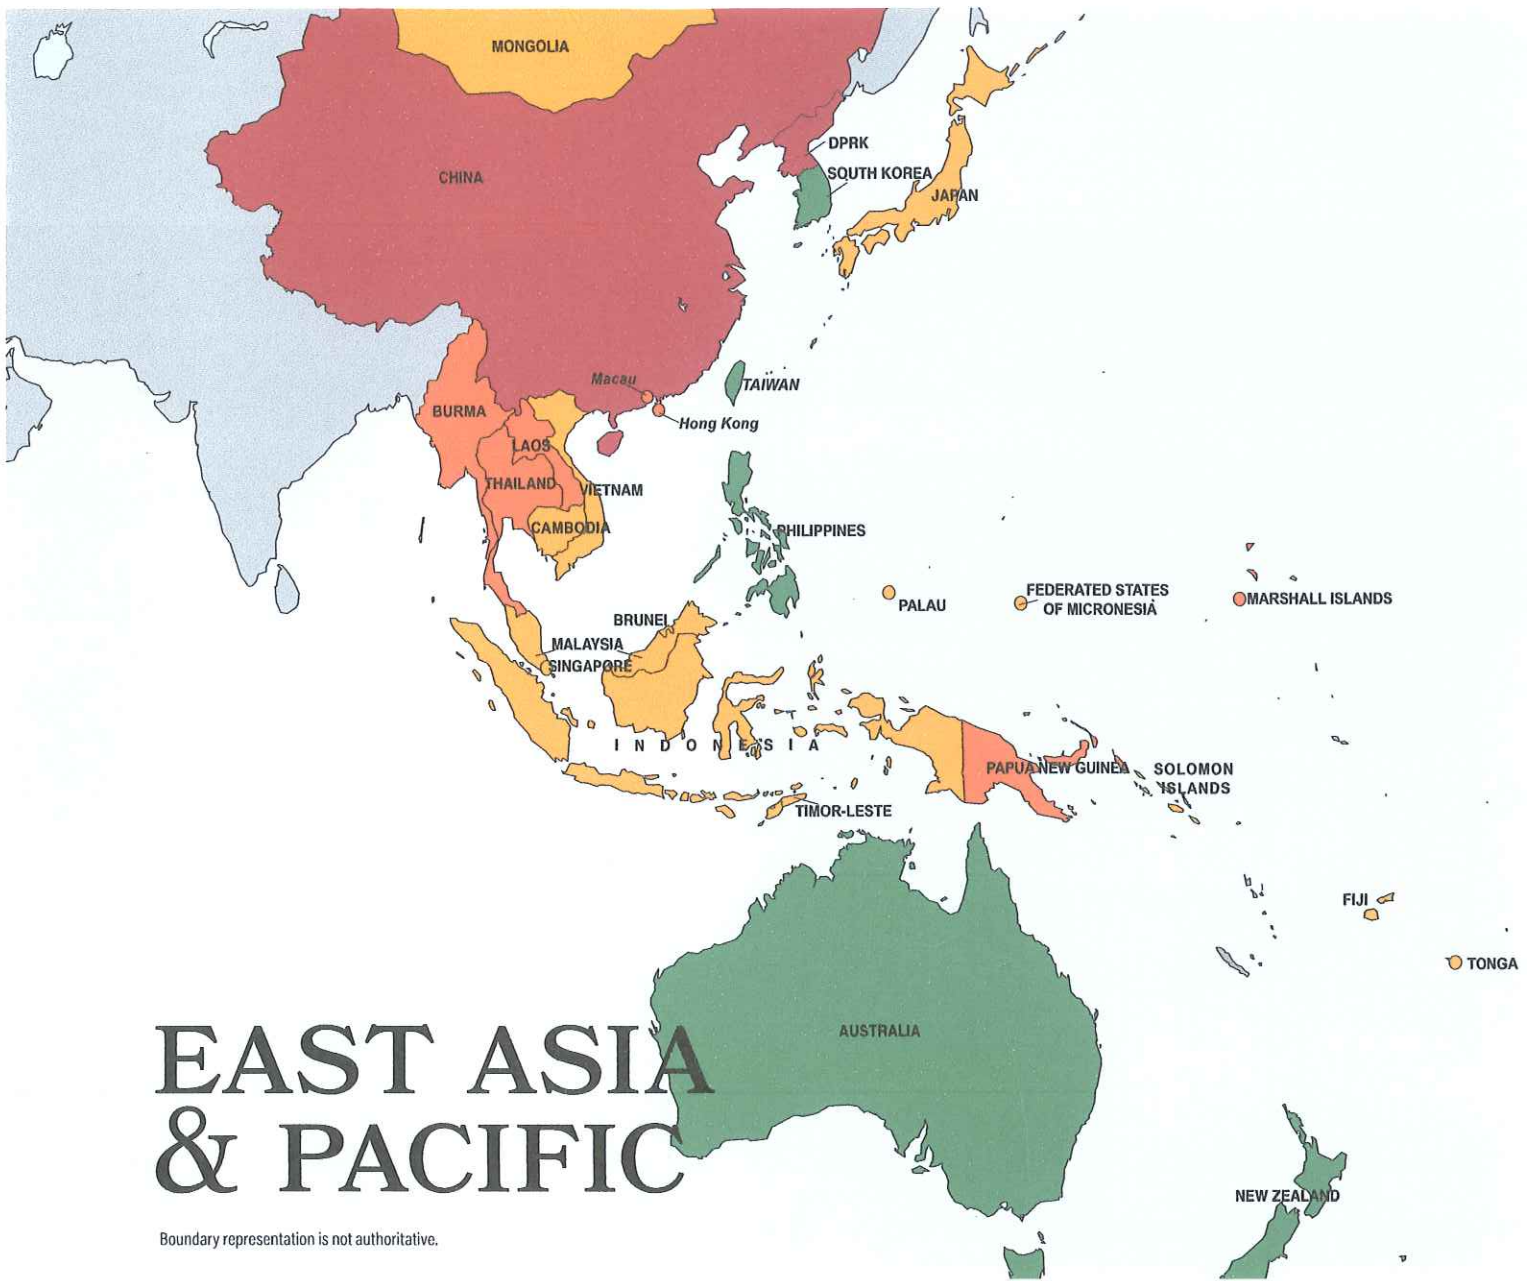 MONGOLIA
DPRK
SOUTH KOREA
CHINA
JAPAN
Macau
TAIWAN
BURMA
Hong Kong
LAOS
THAILAND
VIETNAM
CAMBODIA
PHILIPPINES
PALAU
FEDERATED STATES
OF MICRONESIA
MARSHALL ISLANDS
BRUNEI
MALAYSIA
SINGAPORE
INDONESIA
PAPUA NEW GUINEA
SOLOMON
ISLANDS
TIMOR-LESTE
FIJI
TONGA
AUSTRALIA
EAST ASIA
& PACIFIC
NEW ZEALAND
Boundary representation is not authoritative.